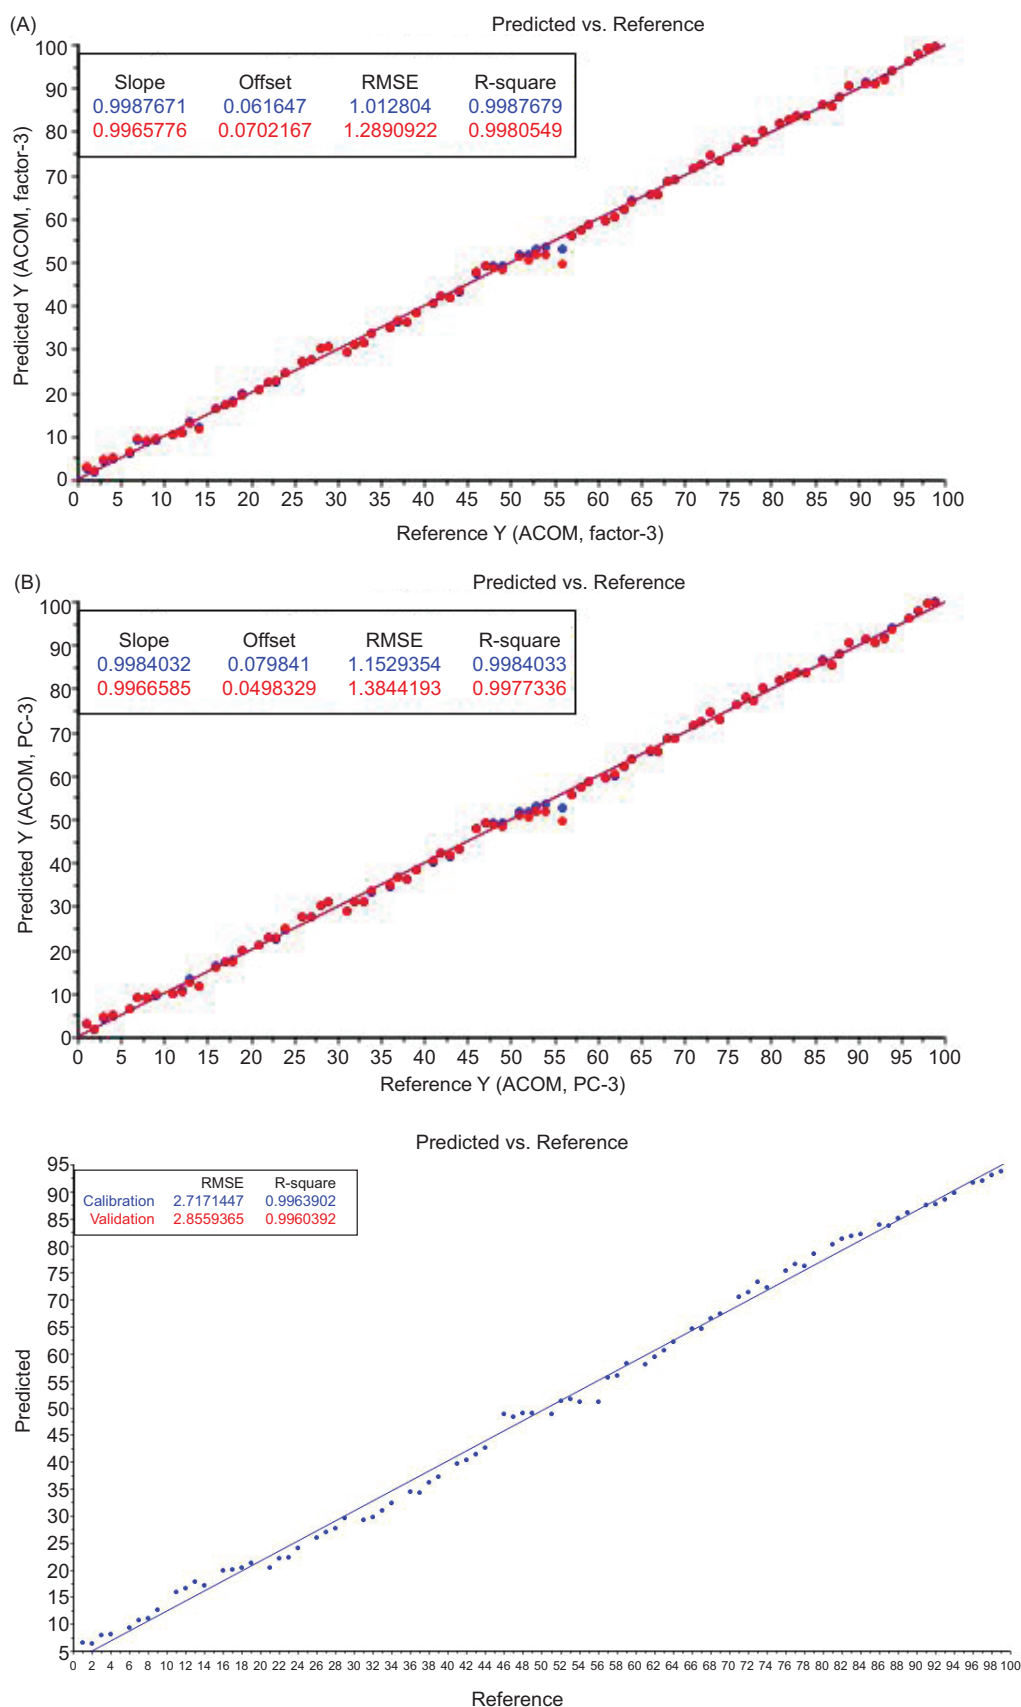 (A)
Predicted vs. Reference
Slope Offset RMSE R-square
0.9987671 0.061647 1.012804 0.9987679
0.9965776 0.0702167 1.2890922 0.9980549
Predicted Y (ACOM, factor-3)
100
90
80
70
60
50
40
30
20
10
0
0 5 10 15 20 25 30 35 40 45 50 55 60 65 70 75 80 85 90 95 100
Reference Y (ACOM, factor-3)
(B)
Predicted vs. Reference
Slope Offset RMSE R-square
0.9984032 0.079841 1.1529354 0.9984033
0.9966585 0.0498329 1.3844193 0.9977336
Predicted Y (ACOM, PC-3)
100
90
80
70
60
50
40
30
20
10
0
0 5 10 15 20 25 30 35 40 45 50 55 60 65 70 75 80 85 90 95 100
Reference Y (ACOM, PC-3)
Predicted vs. Reference
RMSE R-square
Calibration 2.7171447 0.9963902
Validation 2.8559365 0.9960392
Predicted
95
90
85
80
75
70
65
60
55
50
45
40
35
30
25
20
15
10
5
0 2 4 6 8 10 12 14 16 18 20 22 24 26 28 30 32 34 36 38 40 42 44 46 48 50 52 54 56 58 60 62 64 66 68 70 72 74 76 78 80 82 84 86 88 90 92 94 96 98 100
Reference